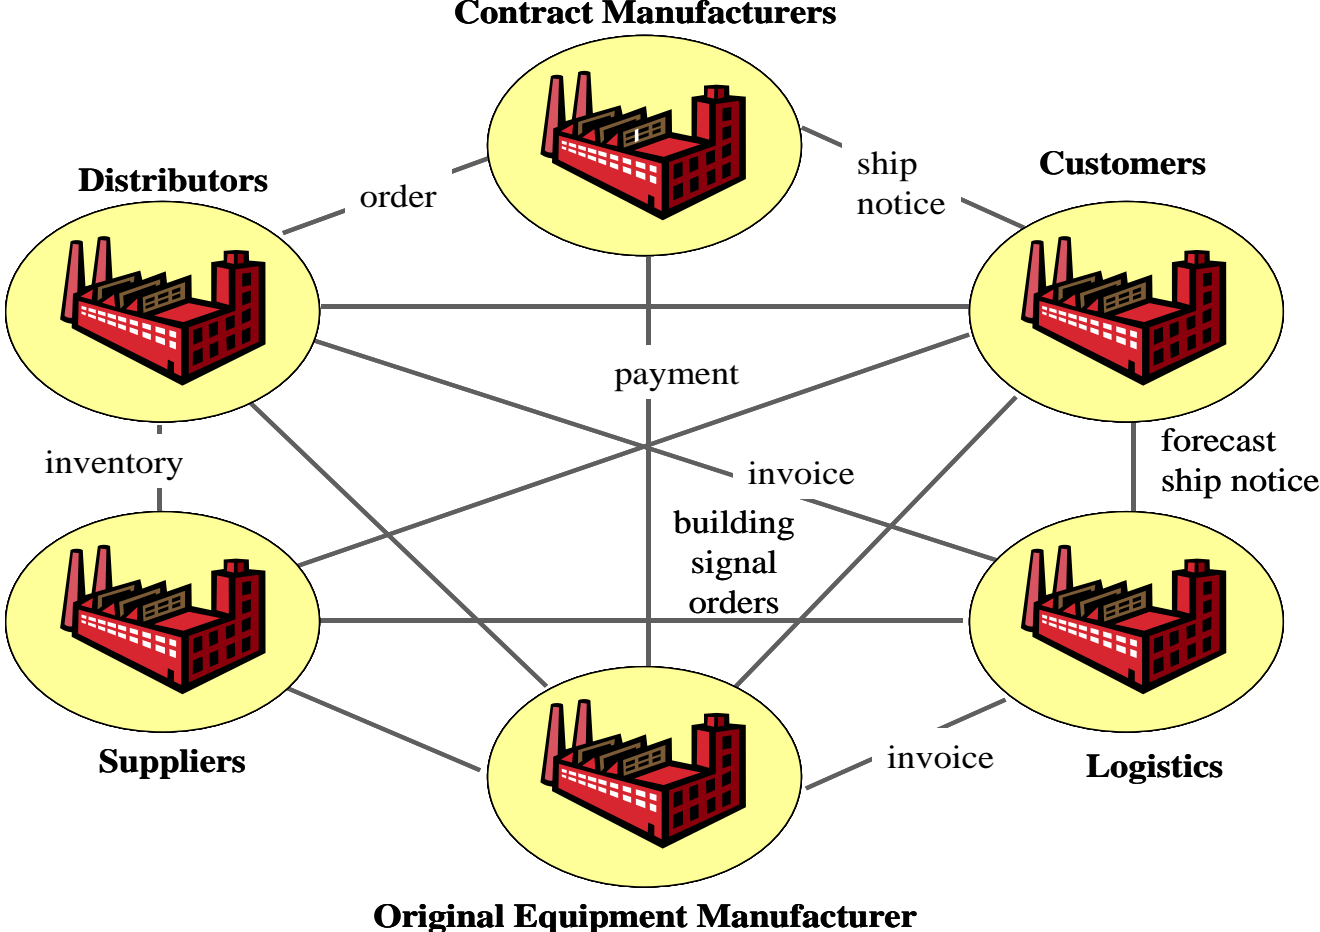 Contract Manufacturers
ship
notice
Customers
Distributors
order
payment
inventory
forecast
ship notice
invoice
building
signal
orders
Suppliers
invoice
Logistics
Original Equipment Manufacturer